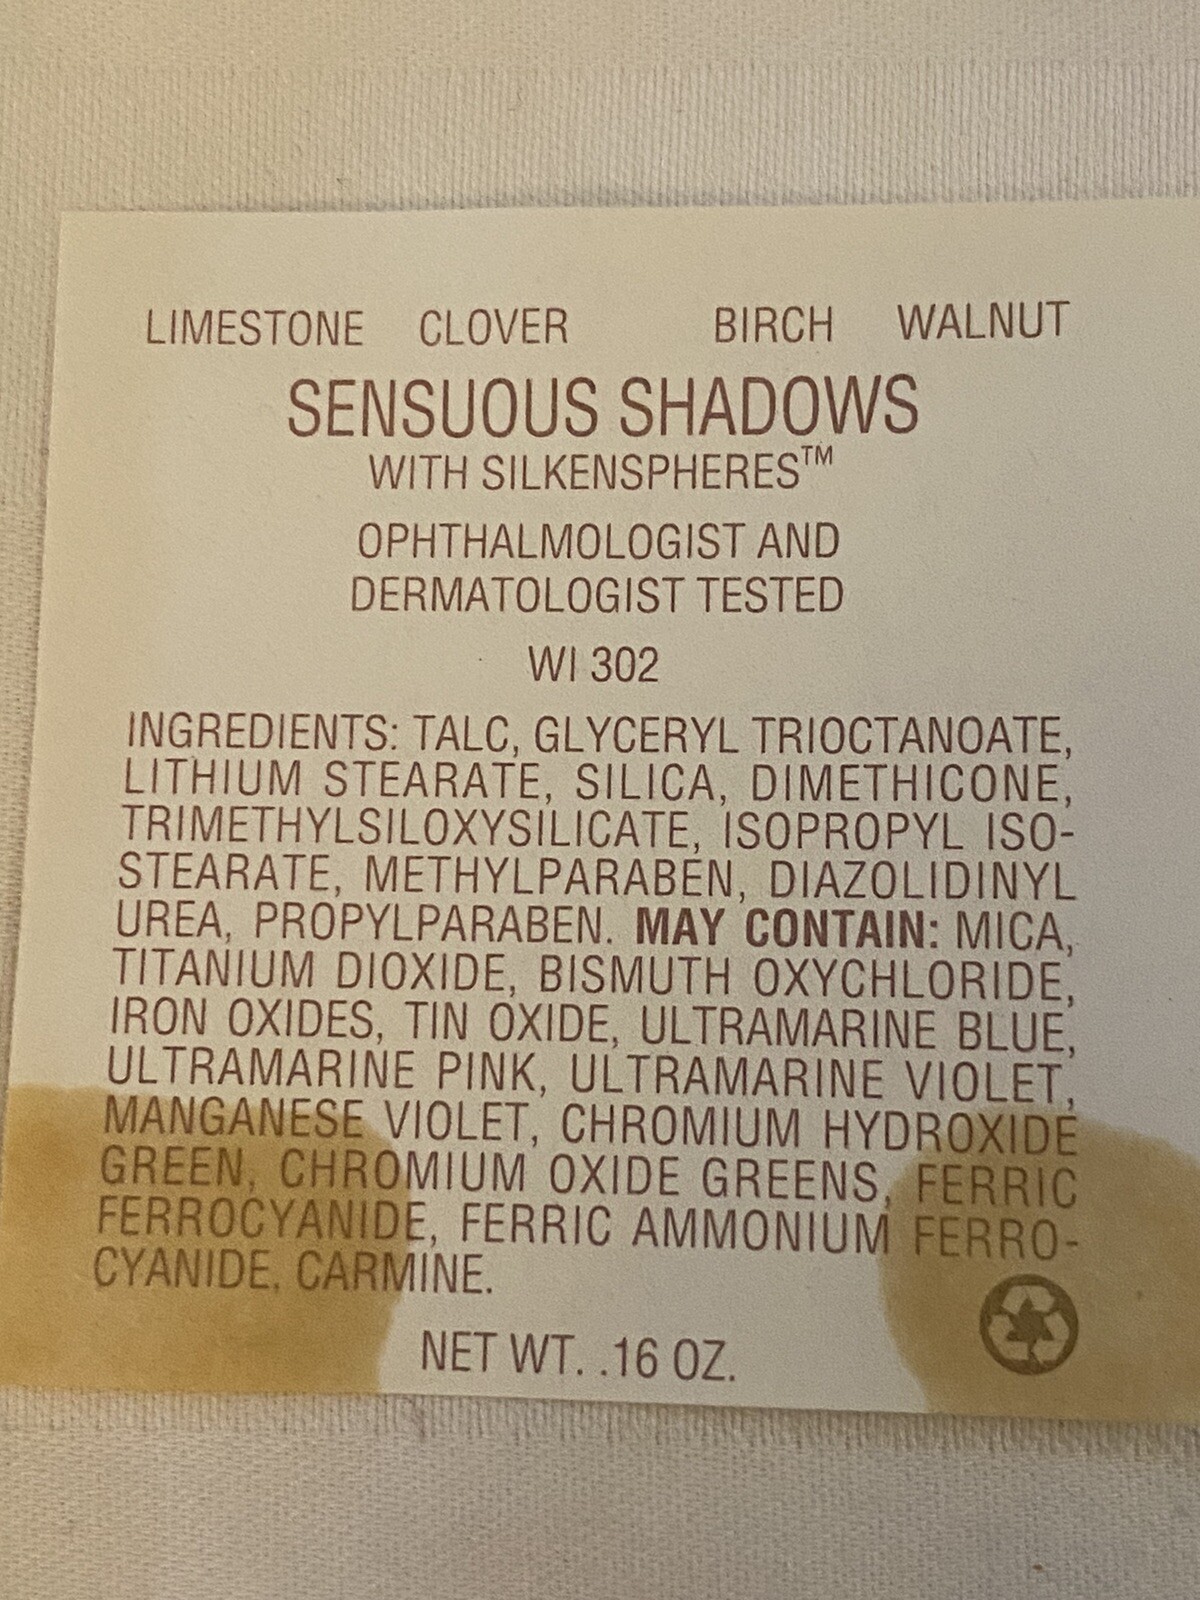 LIMESTONE CLOVER BIRCH WALNUT
SENSUOUS SHADOWS
WITH SILKENSPHERES™
OPHTHALMOLOGIST AND
DERMATOLOGIST TESTED
WI 302
INGREDIENTS: TALC, GLYCERYL TRIOCTANOATE,
LITHIUM STEARATE, SILICA, DIMETHICONE,
TRIMETHYLSILOXYSILICATE, ISOPROPYL ISO-
STEARATE, METHYLPARABEN, DIAZOLIDINYL
UREA, PROPYLPARABEN. MAY CONTAIN: MICA,
TITANIUM DIOXIDE, BISMUTH OXYCHLORIDE,
IRON OXIDES, TIN OXIDE, ULTRAMARINE BLUE,
ULTRAMARINE PINK, ULTRAMARINE VIOLET,
MANGANESE VIOLET, CHROMIUM HYDROXIDE
GREEN, CHROMIUM OXIDE GREENS, FERRIC
FERROCYANIDE, FERRIC AMMONIUM FERRO-
CYANIDE, CARMINE.
NET WT. .16 OZ.